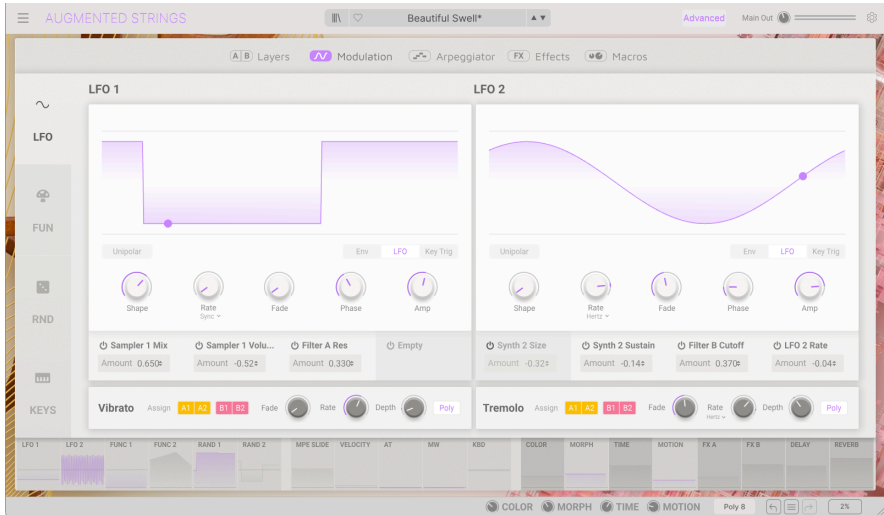 AUGMENTED STRINGS
Beautiful Swell*
Advanced
Main Out
A B Layers
Modulation
Arpeggiator
FX Effects
Macros
LFO
FUN
RND
KEYS
LFO 1
Unipolar
Env LFO Key Trig
Shape Rate Fade Phase Amp
Sync
Sampler 1 Mix Sampler 1 Volu... Filter A Res Empty
Amount 0.650 Amount -0.52 Amount 0.330
Vibrato Assign A1 A2 B1 B2 Fade Rate Depth Poly
LFO 2
Unipolar
Env LFO Key Trig
Shape Rate Fade Phase Amp
Hertz
Synth 2 Size Synth 2 Sustain Filter B Cutoff LFO 2 Rate
Amount -0.32 Amount -0.14 Amount 0.370 Amount -0.04
Tremolo Assign A1 A2 B1 B2 Fade Rate Depth Poly
Hertz
LFO 1 LFO 2 FUNC 1 FUNC 2 RAND 1 RAND 2 MPE SLIDE VELOCITY AT MW KBD COLOR MORPH TIME MOTION FX A FX B DELAY REVERB
COLOR MORPH TIME MOTION Poly 8 2%